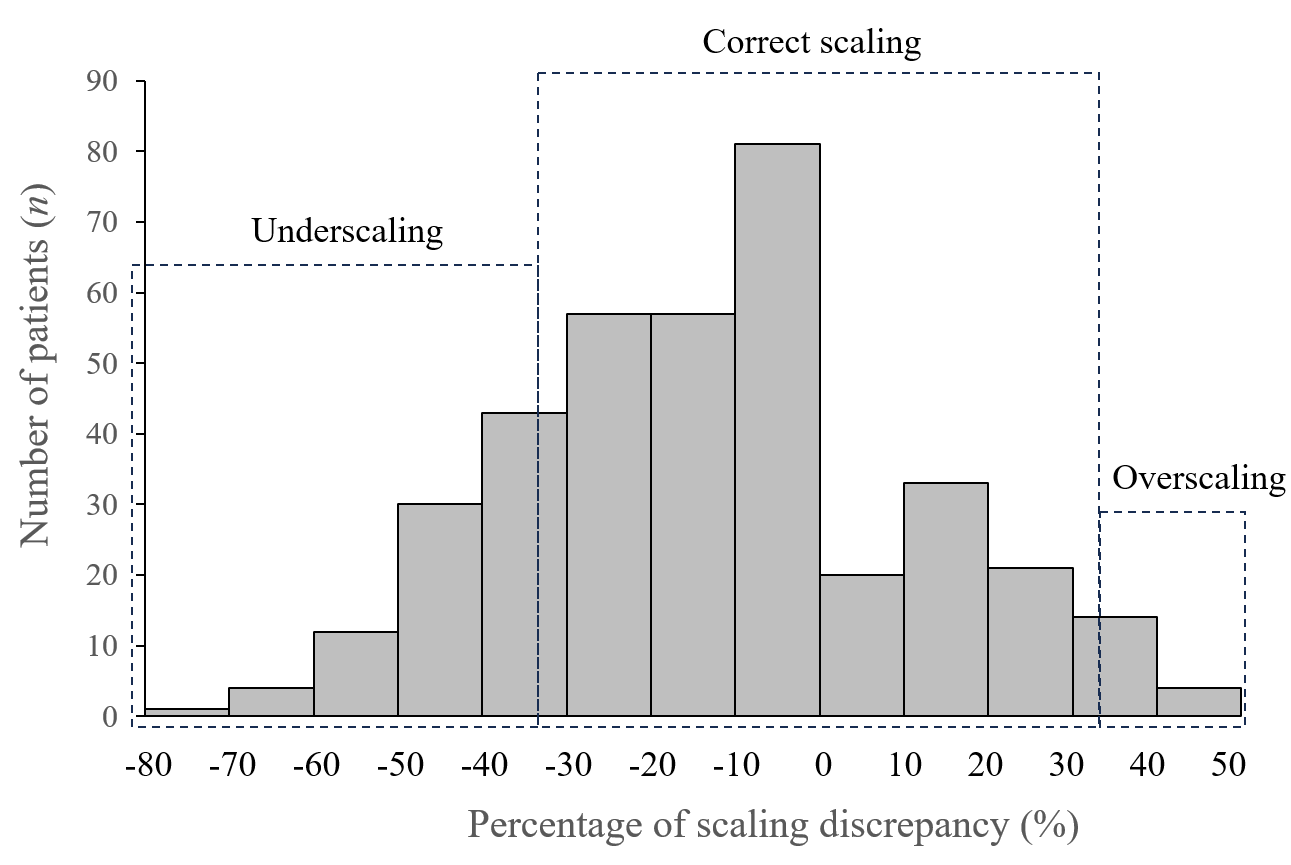 Correct scaling
90
80
70
Underscaling
60
50
40
Overscaling
30
20
10
0
Number of patients (n)
-80 -70 -60 -50 -40 -30 -20 -10 0 10 20 30 40 50
Percentage of scaling discrepancy (%)